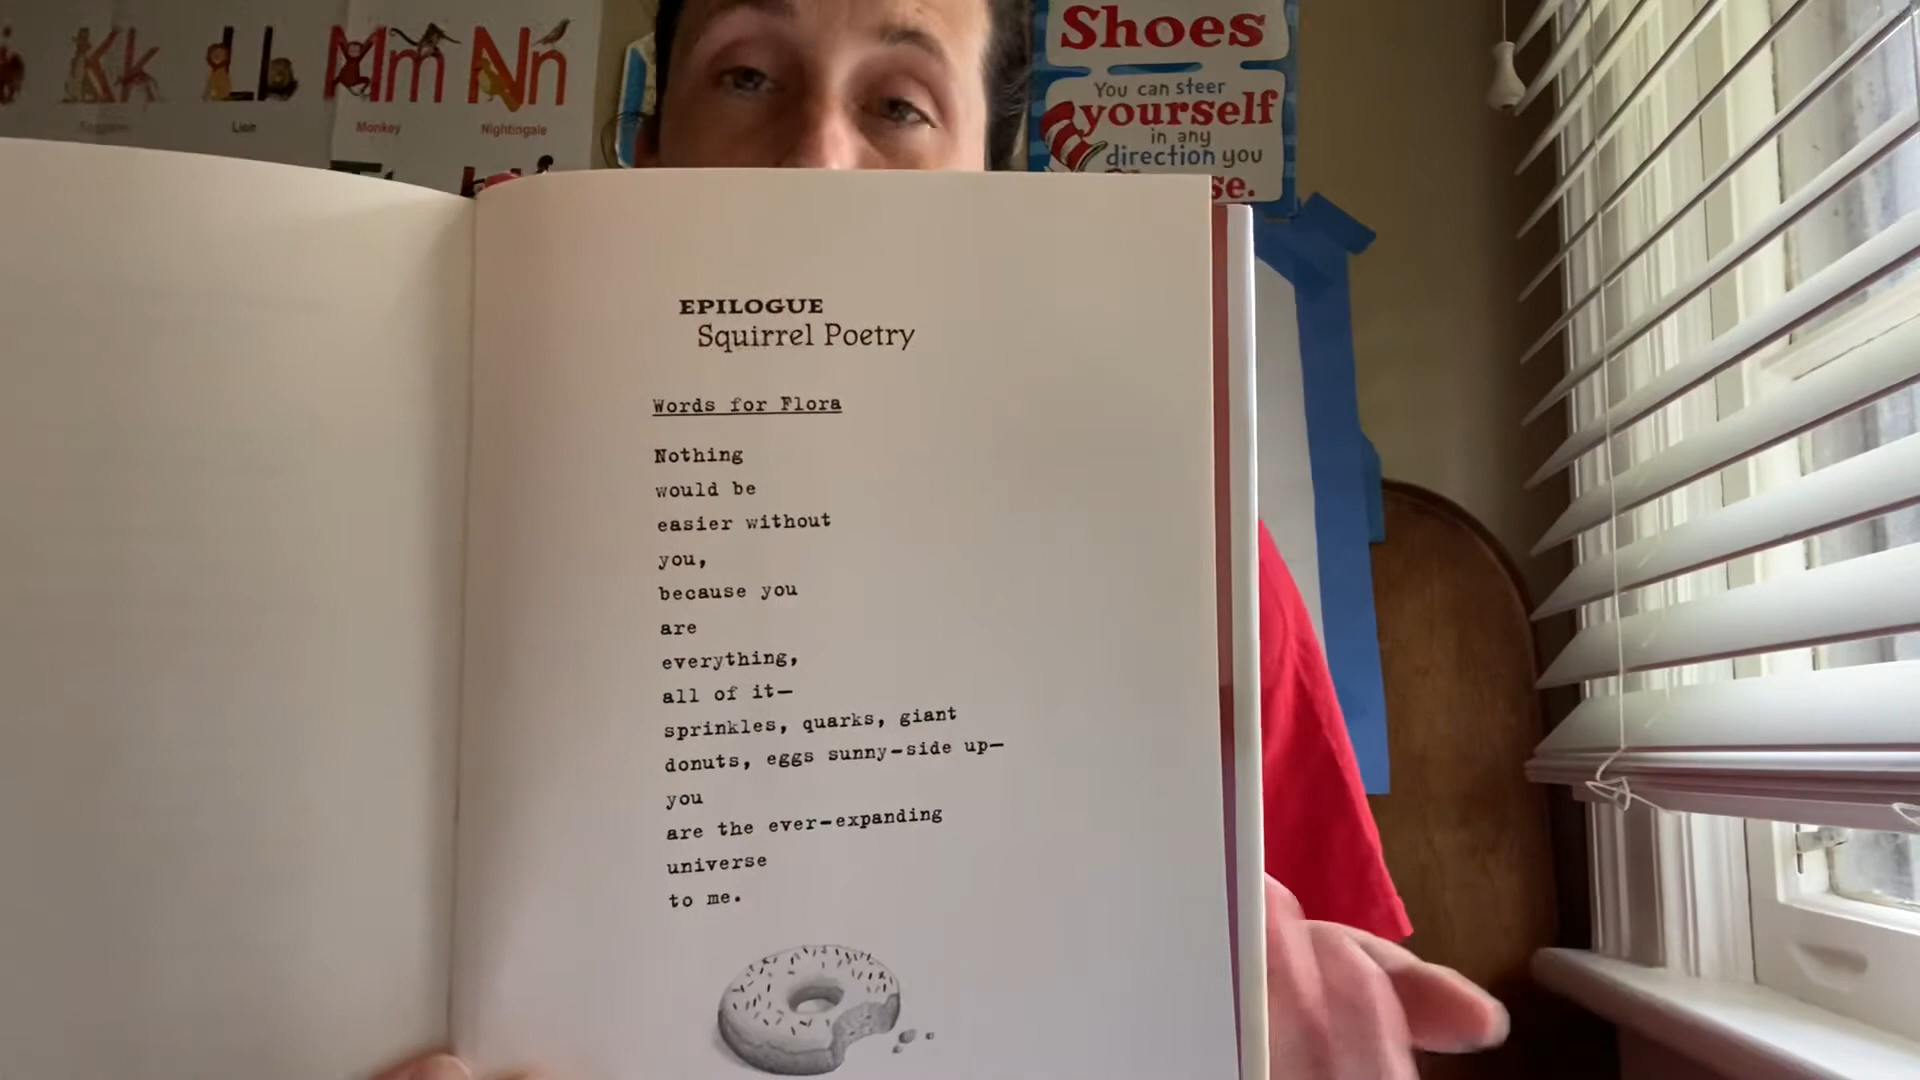 Kk
Ll
Mm
Nn
Kangaroo
Lion
Monkey
Nightingale
Shoes
You can steer
yourself
in any
direction you
EPILOGUE
Squirrel Poetry
Words for Flora
Nothing
would be
easier without
you,
because you
are
everything,
all of it—
sprinkles, quarks, giant
donuts, eggs sunny-side up—
you
are the ever-expanding
universe
to me.